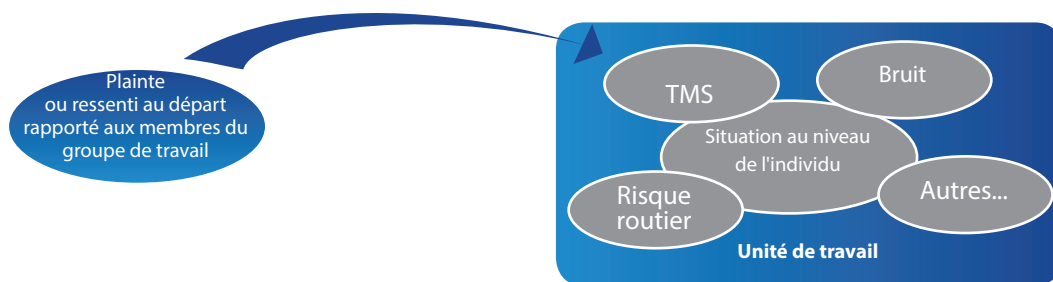 Plainte
ou ressenti au départ
rapporté aux membres du
groupe de travail
TMS
Bruit
Situation au niveau
de l'individu
Risque
routier
Autres...
Unité de travail